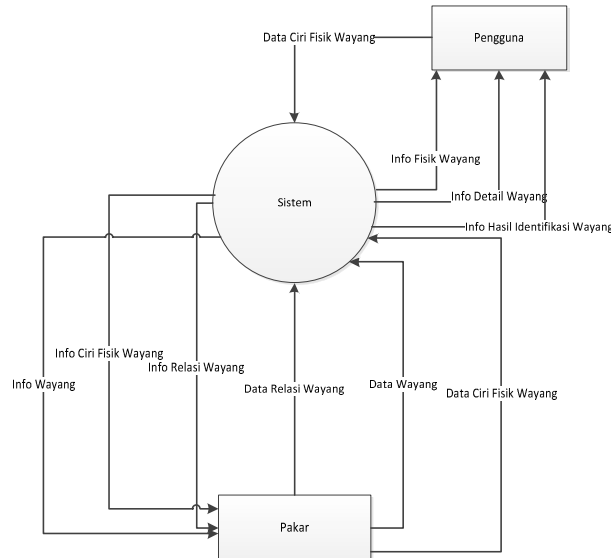 Data Ciri Fisik Wayang
Pengguna
Info Fisik Wayang
Info Detail Wayang
Sistem
Info Hasil Identifikasi Wayang
Info Ciri Fisik Wayang
Info Relasi Wayang
Info Wayang
Data Relasi Wayang
Data Wayang
Data Ciri Fisik Wayang
Pakar